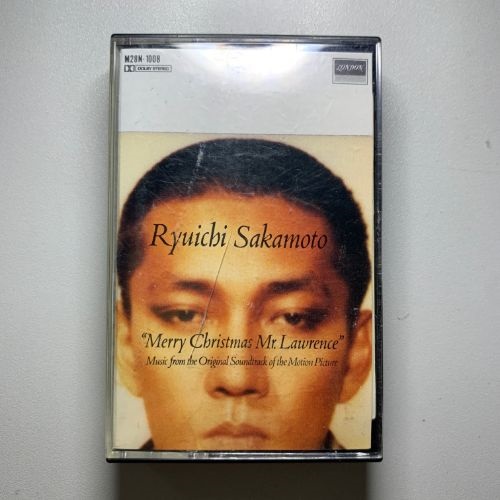 M28N-1008
DOLBY STEREO
LONDON
Ryuichi Sakamoto
"Merry Christmas Mr. Lawrence"
Music from the Original Soundtrack of the Motion Picture